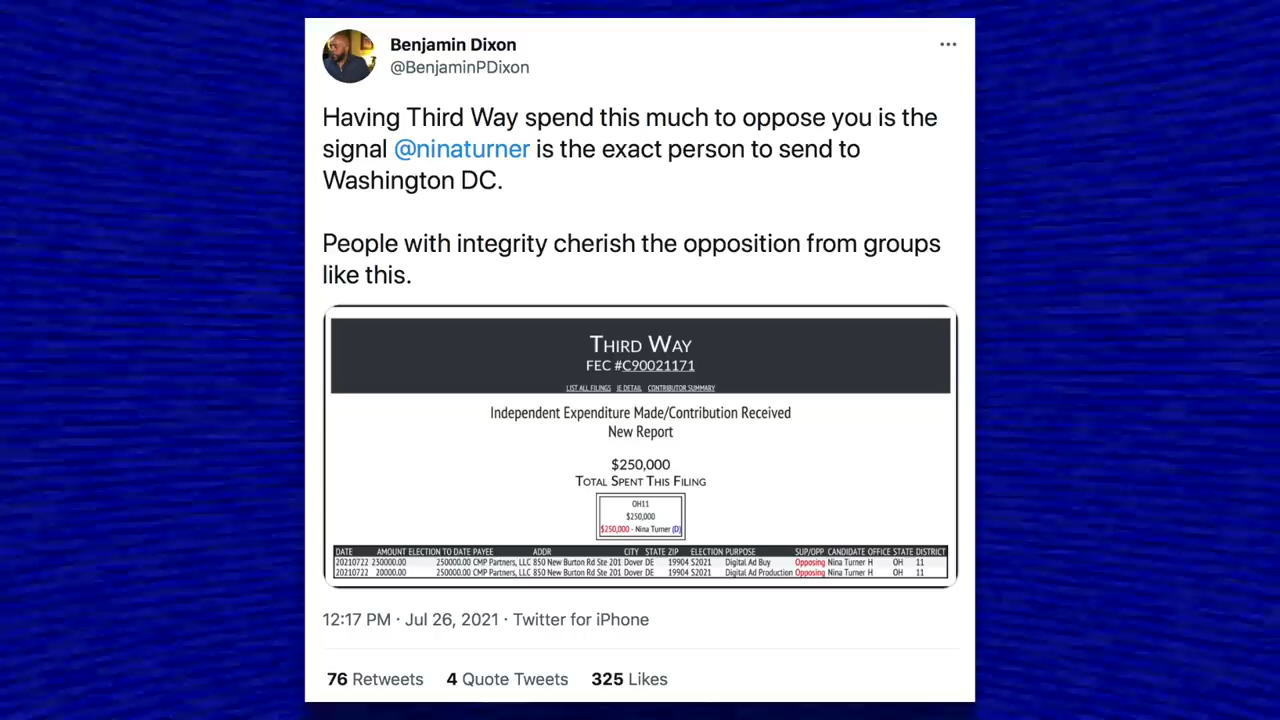 Benjamin Dixon
@BenjaminPDixon
Having Third Way spend this much to oppose you is the
signal @ninaturner is the exact person to send to
Washington DC.
People with integrity cherish the opposition from groups
like this.
THIRD WAY
FEC #C90021171
LIST ALL FILINGS IE DETAIL CONTRIBUTOR SUMMARY
Independent Expenditure Made/Contribution Received
New Report
$250,000
TOTAL SPENT THIS FILING
OH11
$250,000
$250,000 - Nina Turner (D)
DATE AMOUNT ELECTION TO DATE PAYEE ADDR CITY STATE ZIP ELECTION PURPOSE SUP/OPP CANDIDATE OFFICE STATE DISTRICT
20210722 250000.00 250000.00 CMP Partners, LLC 850 New Burton Rd Ste 201 Dover DE 19904 S2021 Digital Ad Buy Opposing Nina Turner H OH 11
20210722 20000.00 250000.00 CMP Partners, LLC 850 New Burton Rd Ste 201 Dover DE 19904 S2021 Digital Ad Production Opposing Nina Turner H OH 11
12:17 PM · Jul 26, 2021 · Twitter for iPhone
76 Retweets 4 Quote Tweets 325 Likes